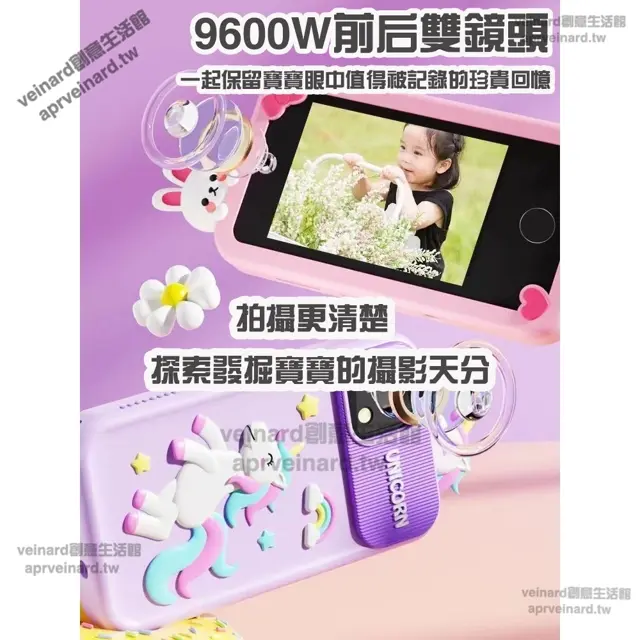 9600W前后雙鏡頭
veinard創意生活館
aprveinard.tw
veinard創意生活館
aprveinard.tw
一起保留寶寶眼中值得被記錄的珍貴回憶
拍攝更清楚
探索發掘寶寶的攝影天分
veinard創意生活館
aprveinard.tw
UNICORN
veinard創意生活館
aprveinard.tw
veinard創意生活館
aprveinard.tw